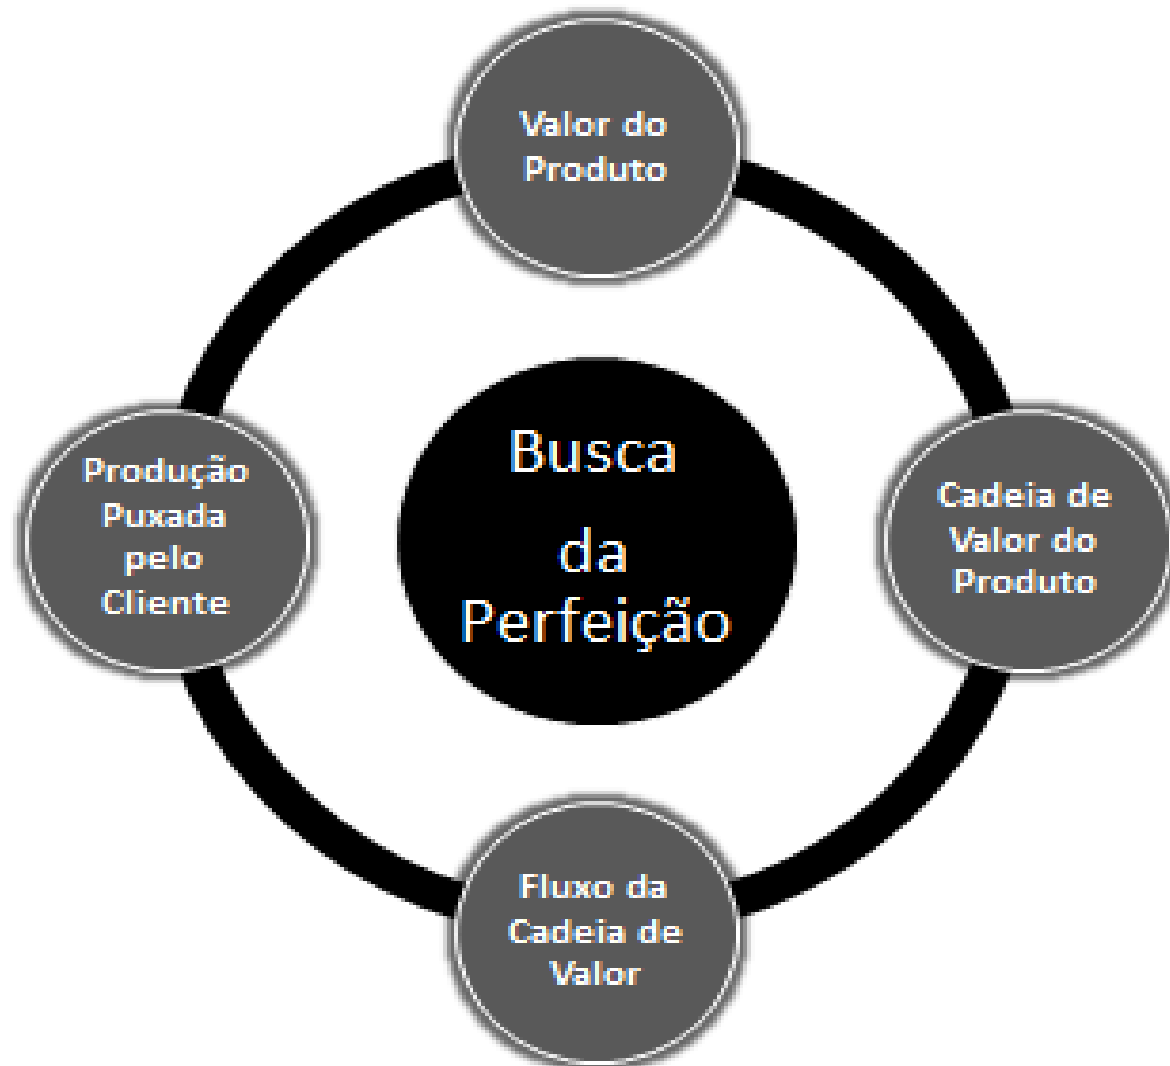 Valor do
Produto
Produção
Puxada
pelo
Cliente
Busca
da
Perfeição
Cadeia de
Valor do
Produto
Fluxo da
Cadeia de
Valor